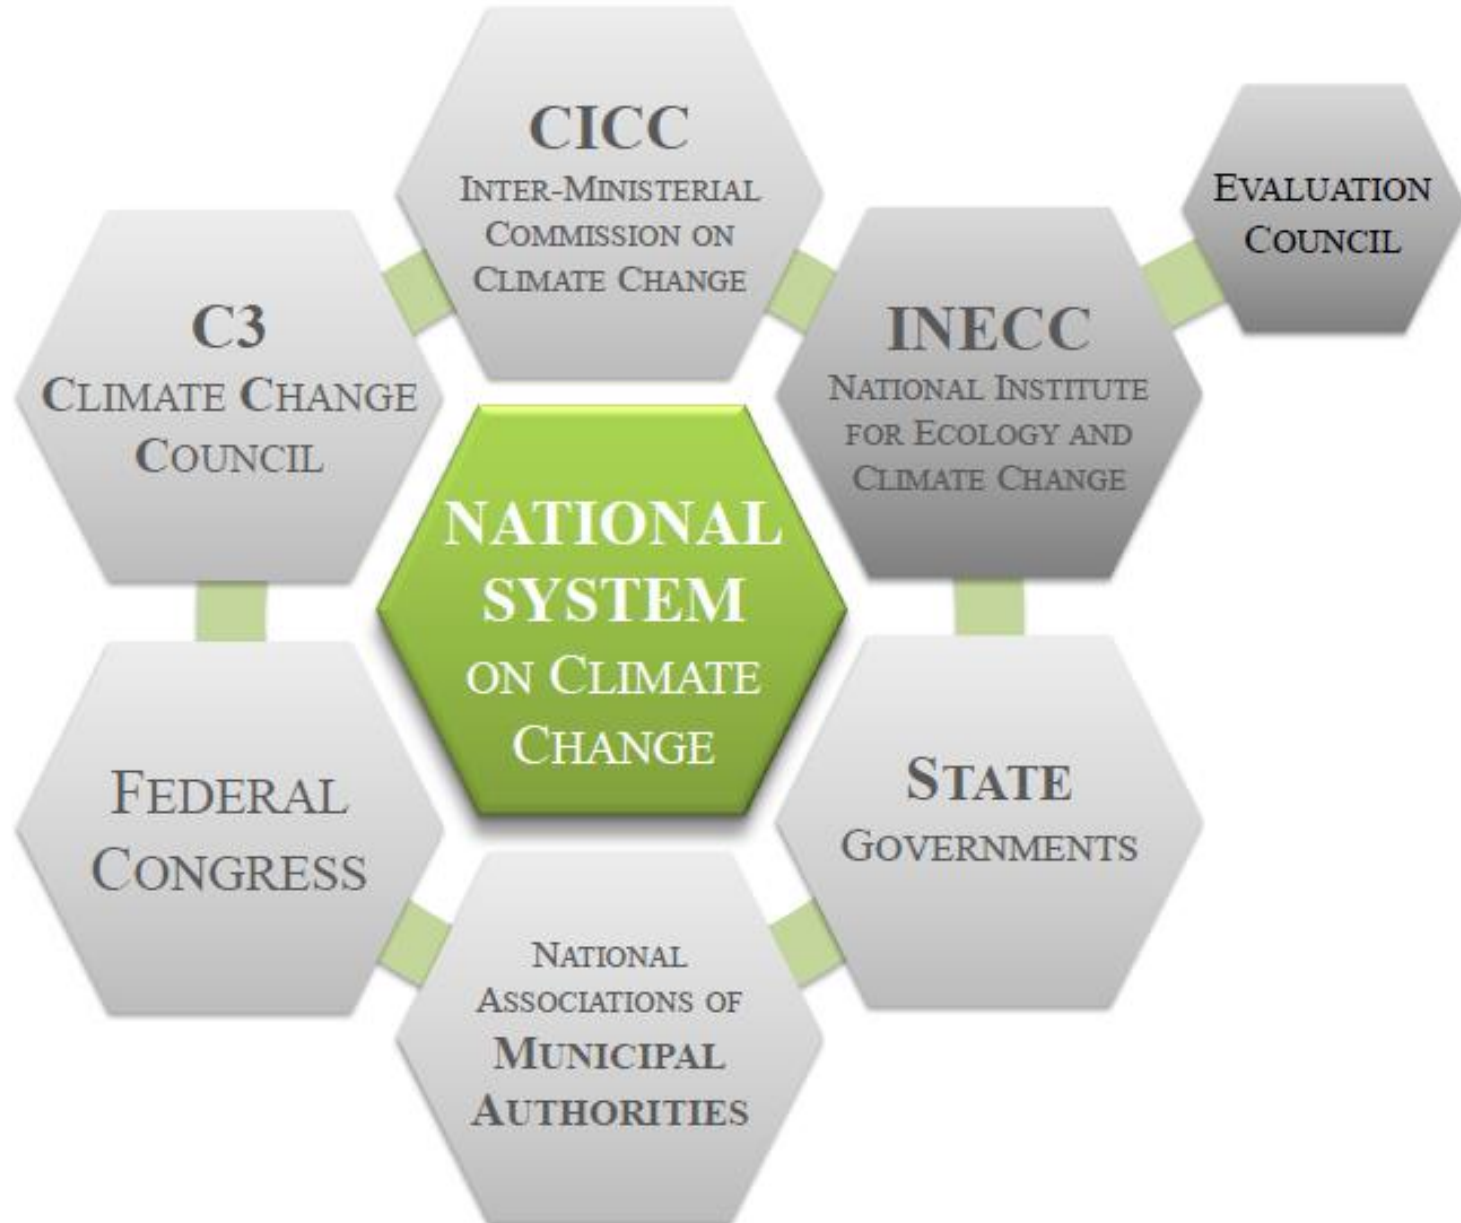 CICC
INTER-MINISTERIAL
COMMISSION ON
CLIMATE CHANGE
EVALUATION
COUNCIL
C3
CLIMATE CHANGE
COUNCIL
INECC
NATIONAL INSTITUTE
FOR ECOLOGY AND
CLIMATE CHANGE
NATIONAL
SYSTEM
ON CLIMATE
CHANGE
FEDERAL
CONGRESS
STATE
GOVERNMENTS
NATIONAL
ASSOCIATIONS OF
MUNICIPAL
AUTHORITIES